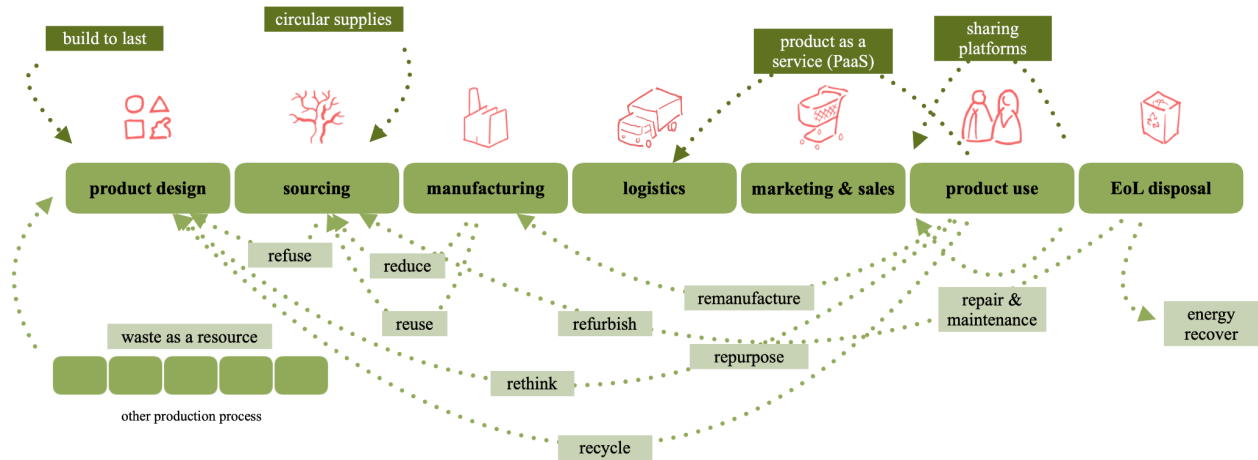 build to last
circular supplies
product as a
service (PaaS)
sharing
platforms
product design
sourcing
manufacturing
logistics
marketing & sales
product use
EoL disposal
refuse
reduce
reuse
remanufacture
refurbish
repair &
maintenance
energy
recover
waste as a resource
repurpose
rethink
other production process
recycle